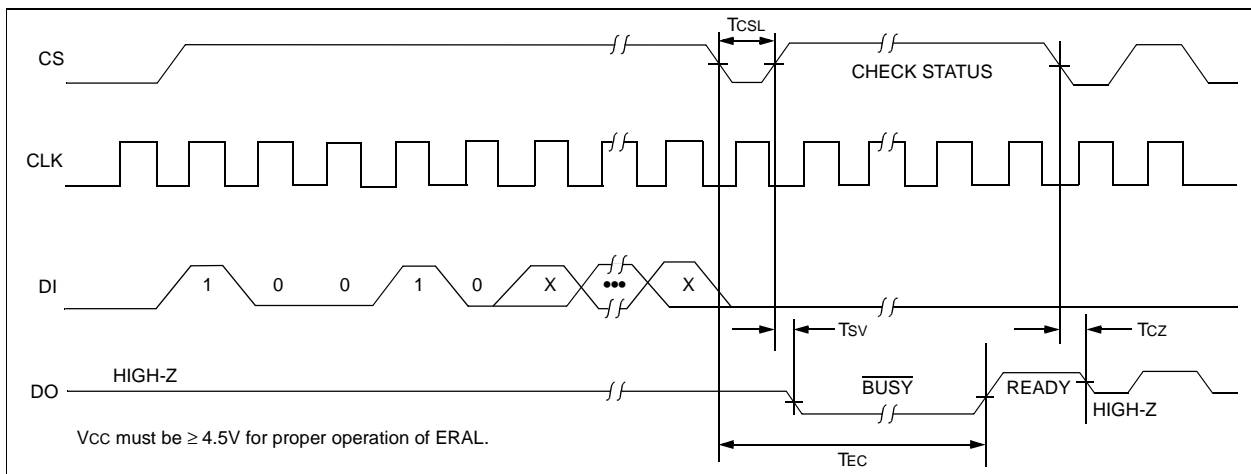 TCSL
CS
CHECK STATUS
CLK
DI
1 0 0 1 0 X ••• X
TSV
TCZ
HIGH-Z
DO
BUSY
READY
HIGH-Z
VCC must be ≥ 4.5V for proper operation of ERAL.
TEC